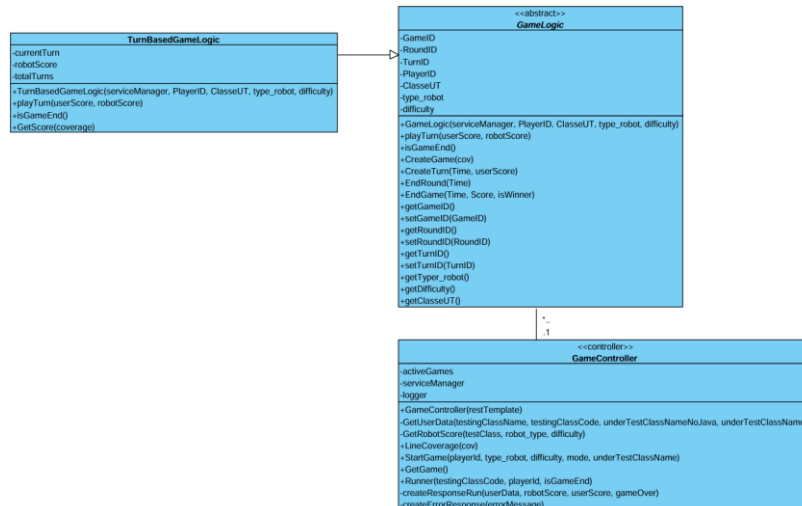 TurnBasedGameLogic
-currentTurn
-robotScore
-totalTurns
+TurnBasedGameLogic(serviceManager, PlayerID, ClasseUT, type_robot, difficulty)
+playTurn(userScore, robotScore)
+isGameEnd()
+GetScore(coverage)
<<abstract>>
GameLogic
-GameID
-RoundID
-TurnID
-PlayerID
-ClasseUT
-type_robot
-difficulty
+GameLogic(serviceManager, PlayerID, ClasseUT, type_robot, difficulty)
+playTurn(userScore, robotScore)
+isGameEnd()
+CreateGame(cov)
+CreateTurn(Time, userScore)
+EndRound(Time)
+EndGame(Time, Score, isWinner)
+getGameID()
+setGameID(GameID)
+getRoundID()
+setRoundID(RoundID)
+getTurnID()
+setTurnID(TurnID)
+getTyper_robot()
+getDifficulty()
+getClasseUT()
*..
.1
<<controller>>
GameController
-activeGames
-serviceManager
-logger
+GameController(restTemplate)
-GetUserData(testingClassName, testingClassCode, underTestClassNameNoJava, underTestClassName
-GetRobotScore(testClass, robot_type, difficulty)
+LineCoverage(cov)
+StartGame(playerId, type_robot, difficulty, mode, underTestClassName)
+GetGame()
+Runner(testingClassCode, playerId, isGameEnd)
-createResponseRun(userData, robotScore, userScore, gameOver)
-createErrorResponse(errorMessage)